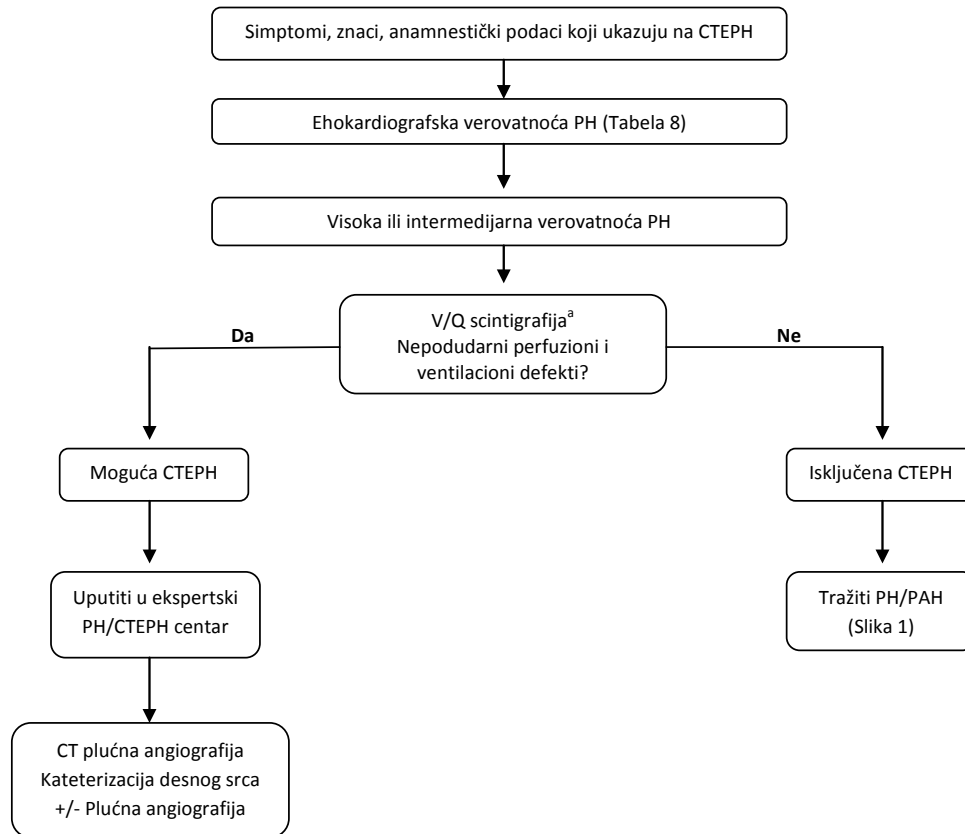 Simptomi, znaci, anamnestički podaci koji ukazuju na CTEPH
Ehokardiografska verovatnoća PH (Tabela 8)
Visoka ili intermedijarna verovatnoća PH
V/Q scintigrafijaᵃ
Nepodudarni perfuzioni i
ventilacioni defekti?
Da
Ne
Moguća CTEPH
Isključena CTEPH
Uputiti u ekspertski
PH/CTEPH centar
Tražiti PH/PAH
(Slika 1)
CT plućna angiografija
Kateterizacija desnog srca
+/- Plućna angiografija